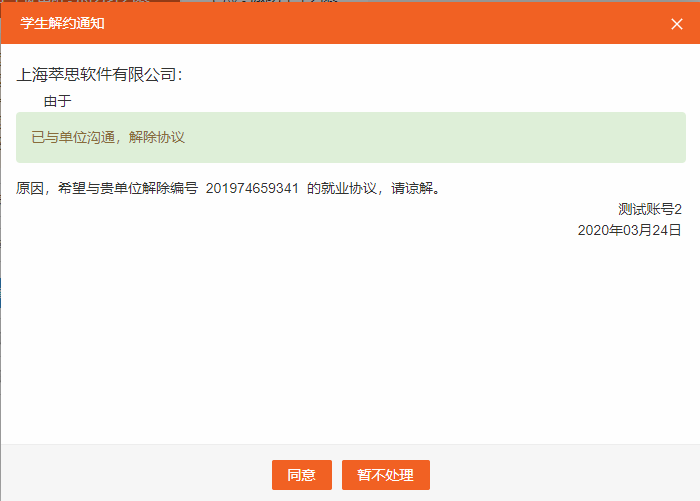 学生解约通知
上海萃思软件有限公司：
由于
已与单位沟通，解除协议
原因，希望与贵单位解除编号 201974659341 的就业协议，请谅解。
测试账号2
2020年03月24日
同意 暂不处理